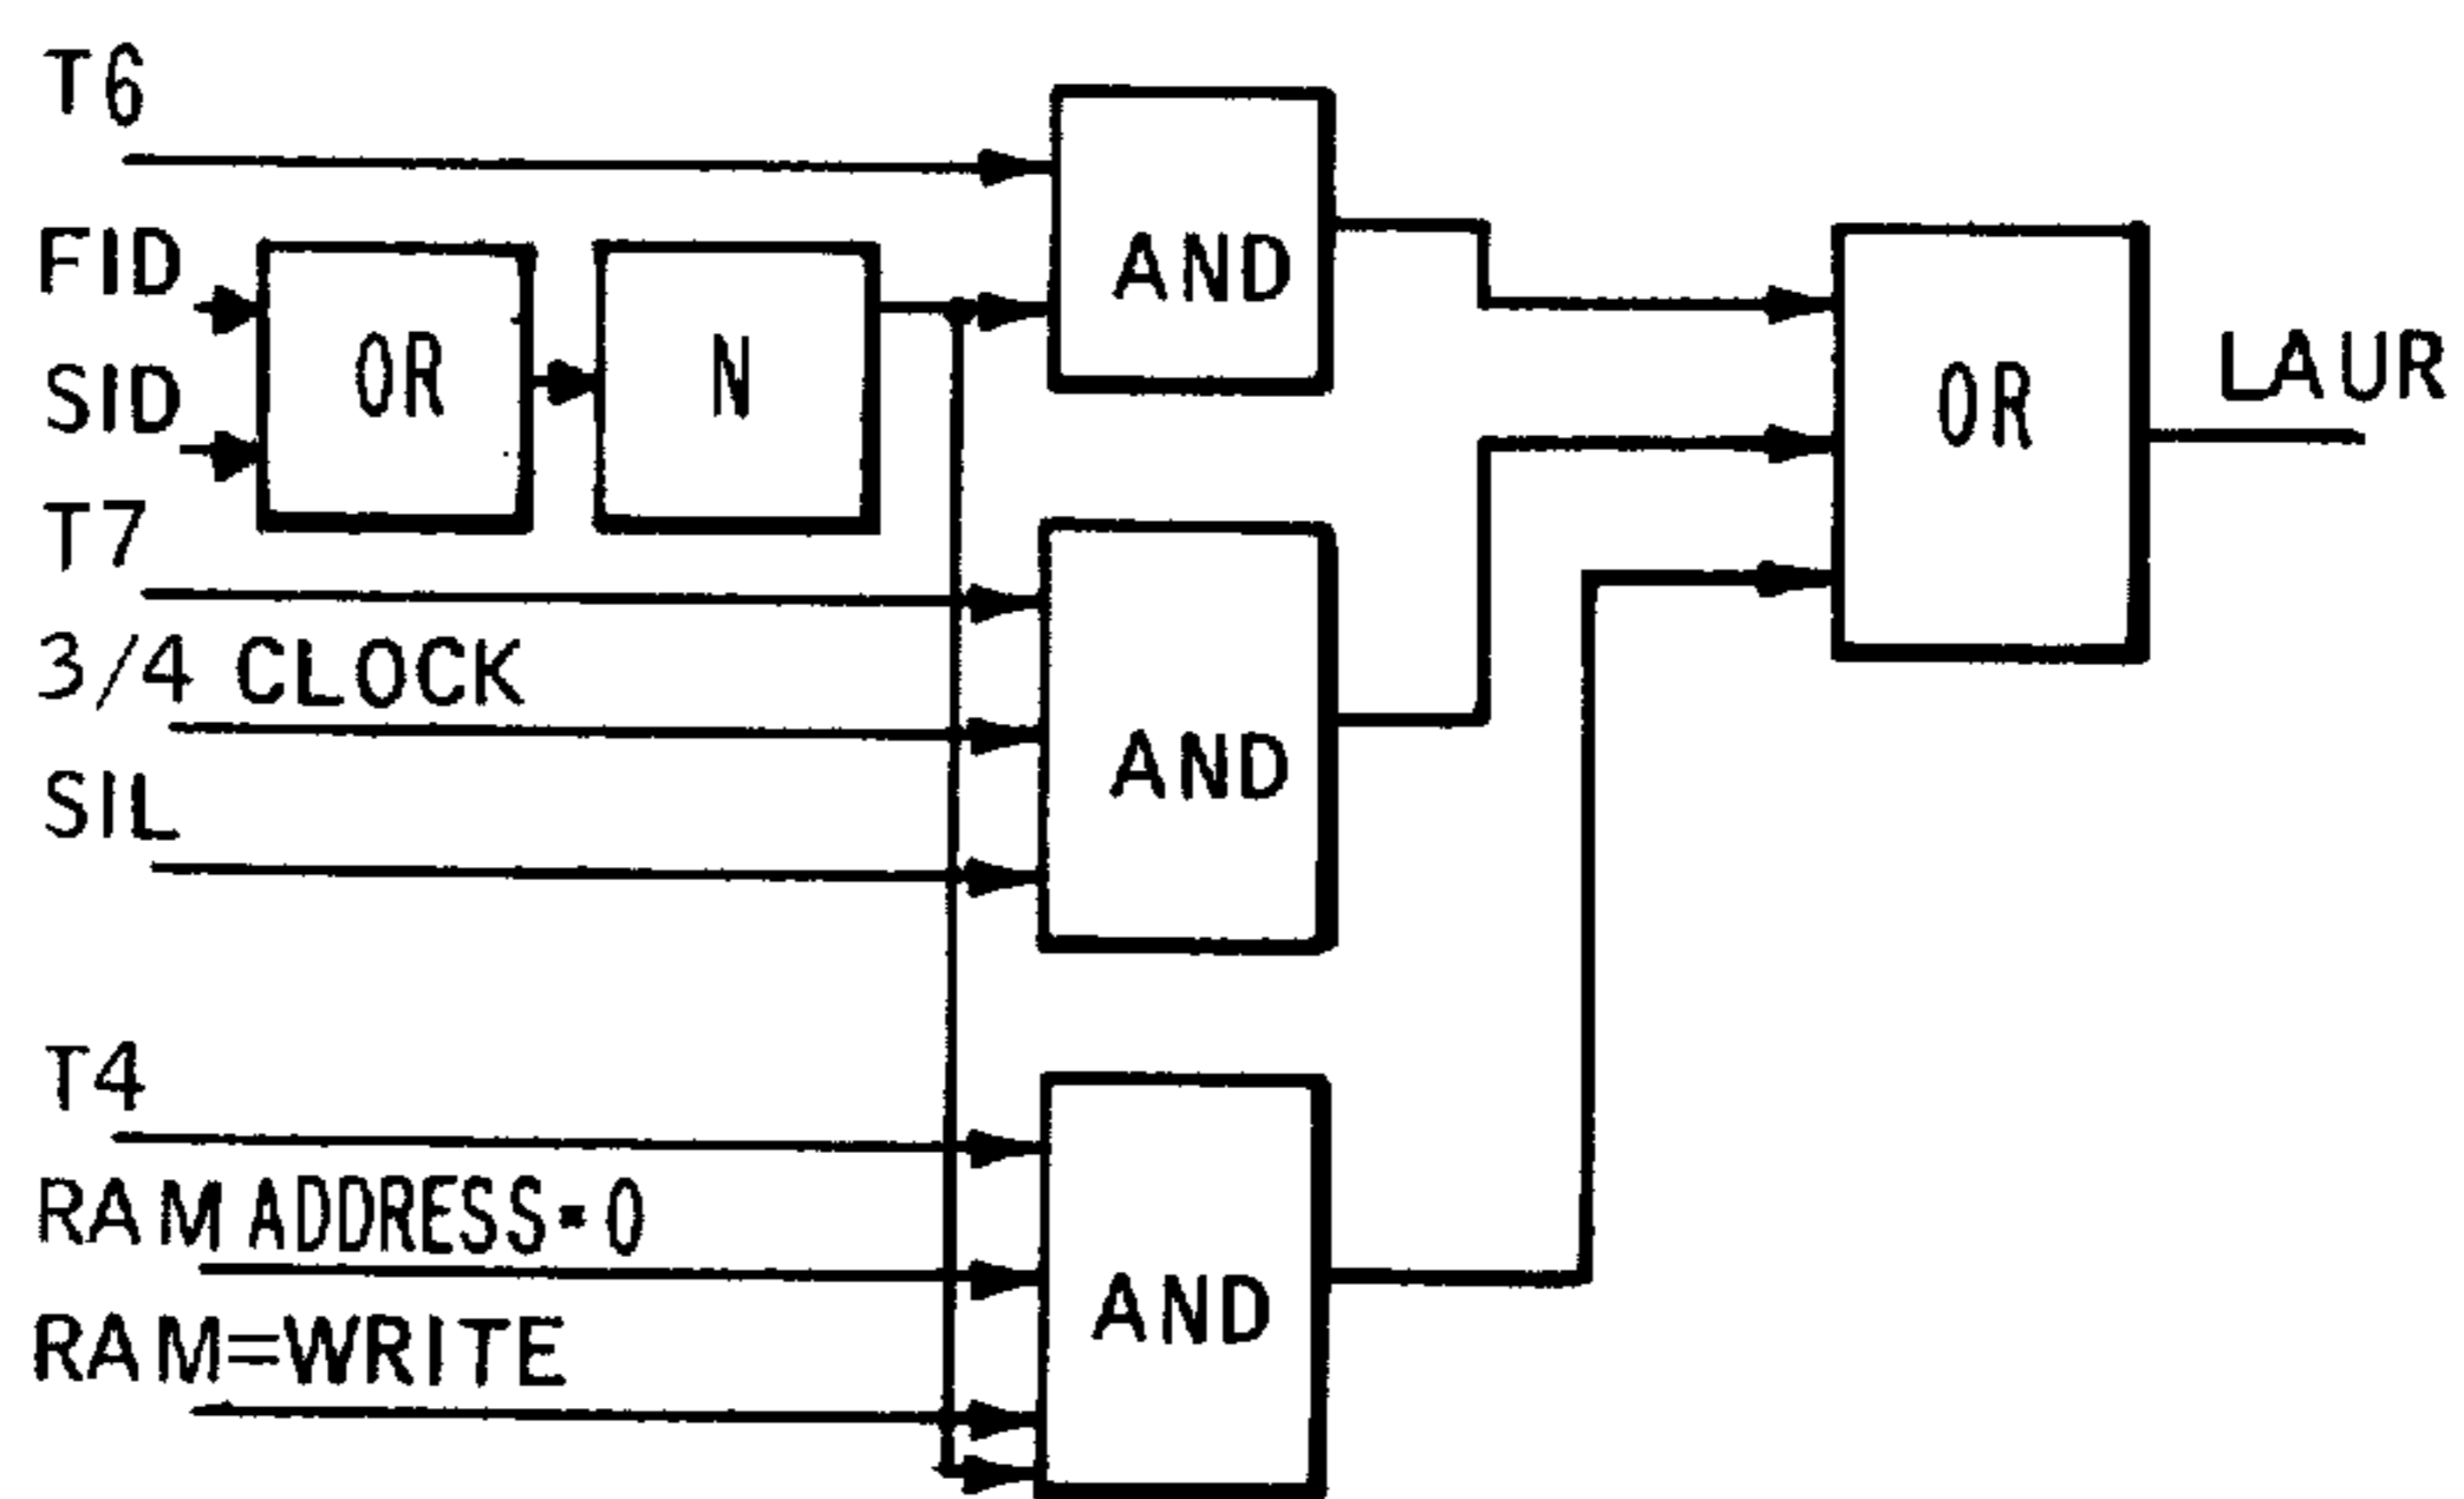 T6
AND
FID
OR
N
SID
OR
LAUR
T7
3/4 CLOCK
AND
SIL
T4
RAM ADDRESS=0
AND
RAM=WRITE